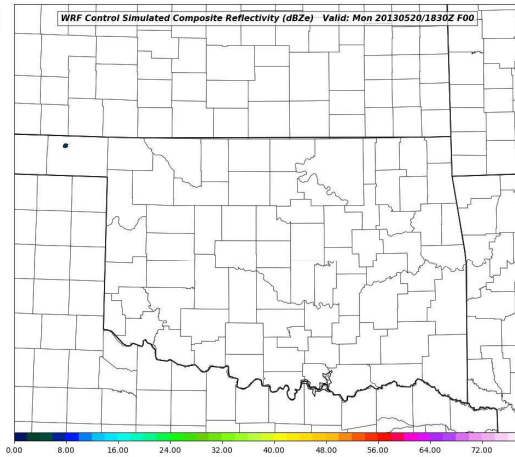 WRF Control Simulated Composite Reflectivity (dBZe) Valid: Mon 20130520/1830Z F00
0.00 8.00 16.00 24.00 32.00 40.00 48.00 56.00 64.00 72.00